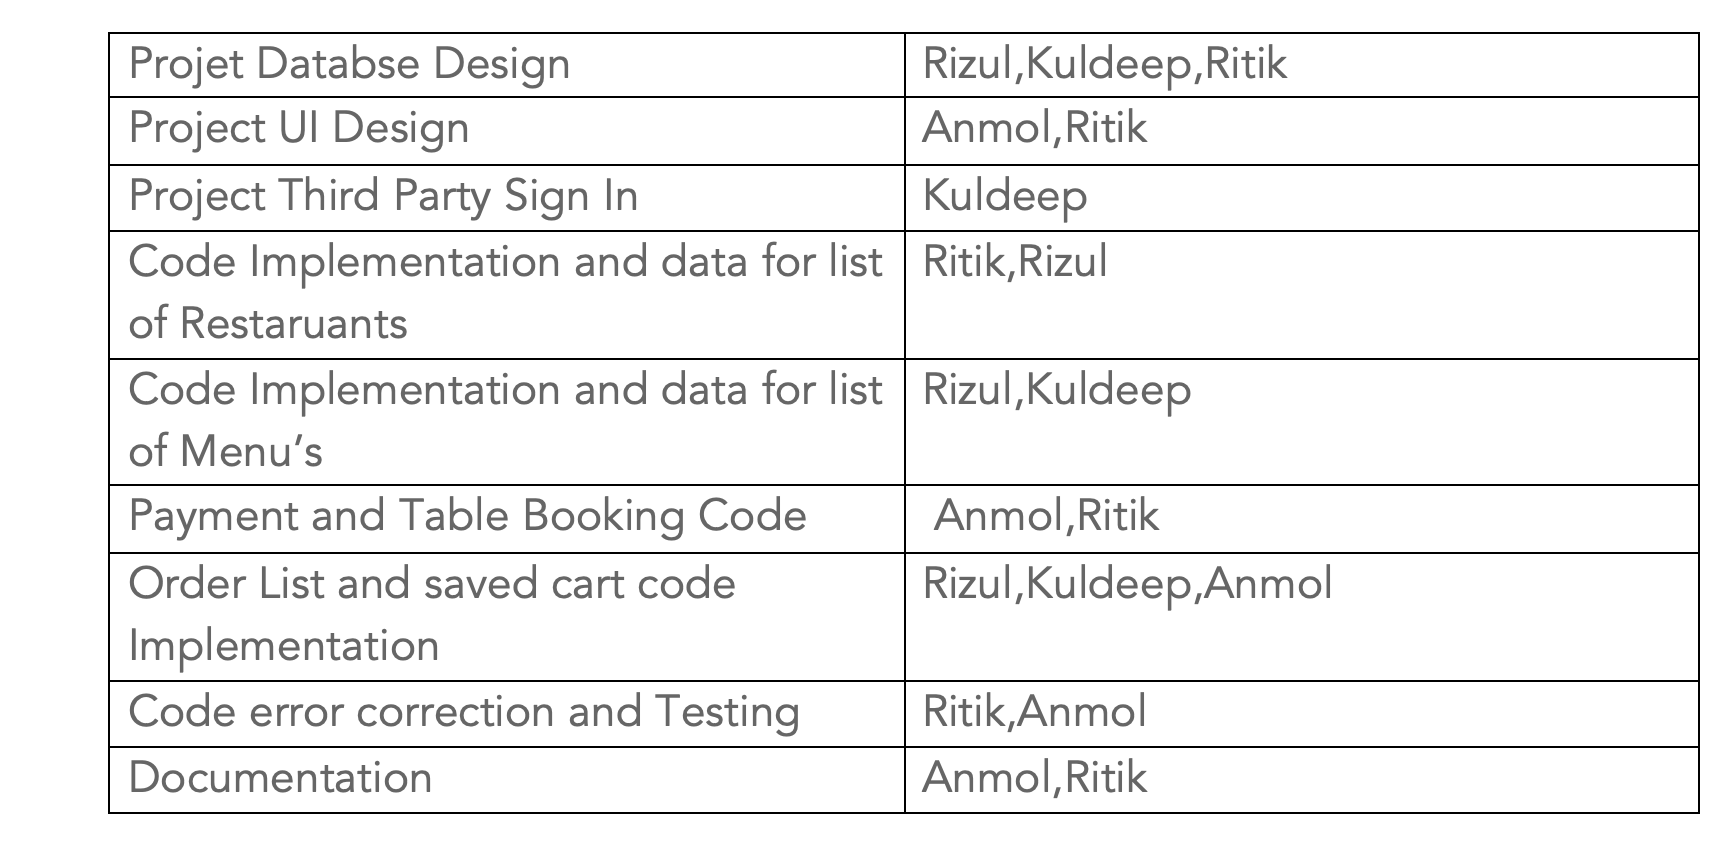 Projet Databse Design
Rizul,Kuldeep,Ritik
Project UI Design
Anmol,Ritik
Project Third Party Sign In
Kuldeep
Code Implementation and data for list
of Restaruants
Ritik,Rizul
Code Implementation and data for list
of Menu’s
Rizul,Kuldeep
Payment and Table Booking Code
Anmol,Ritik
Order List and saved cart code
Implementation
Rizul,Kuldeep,Anmol
Code error correction and Testing
Ritik,Anmol
Documentation
Anmol,Ritik